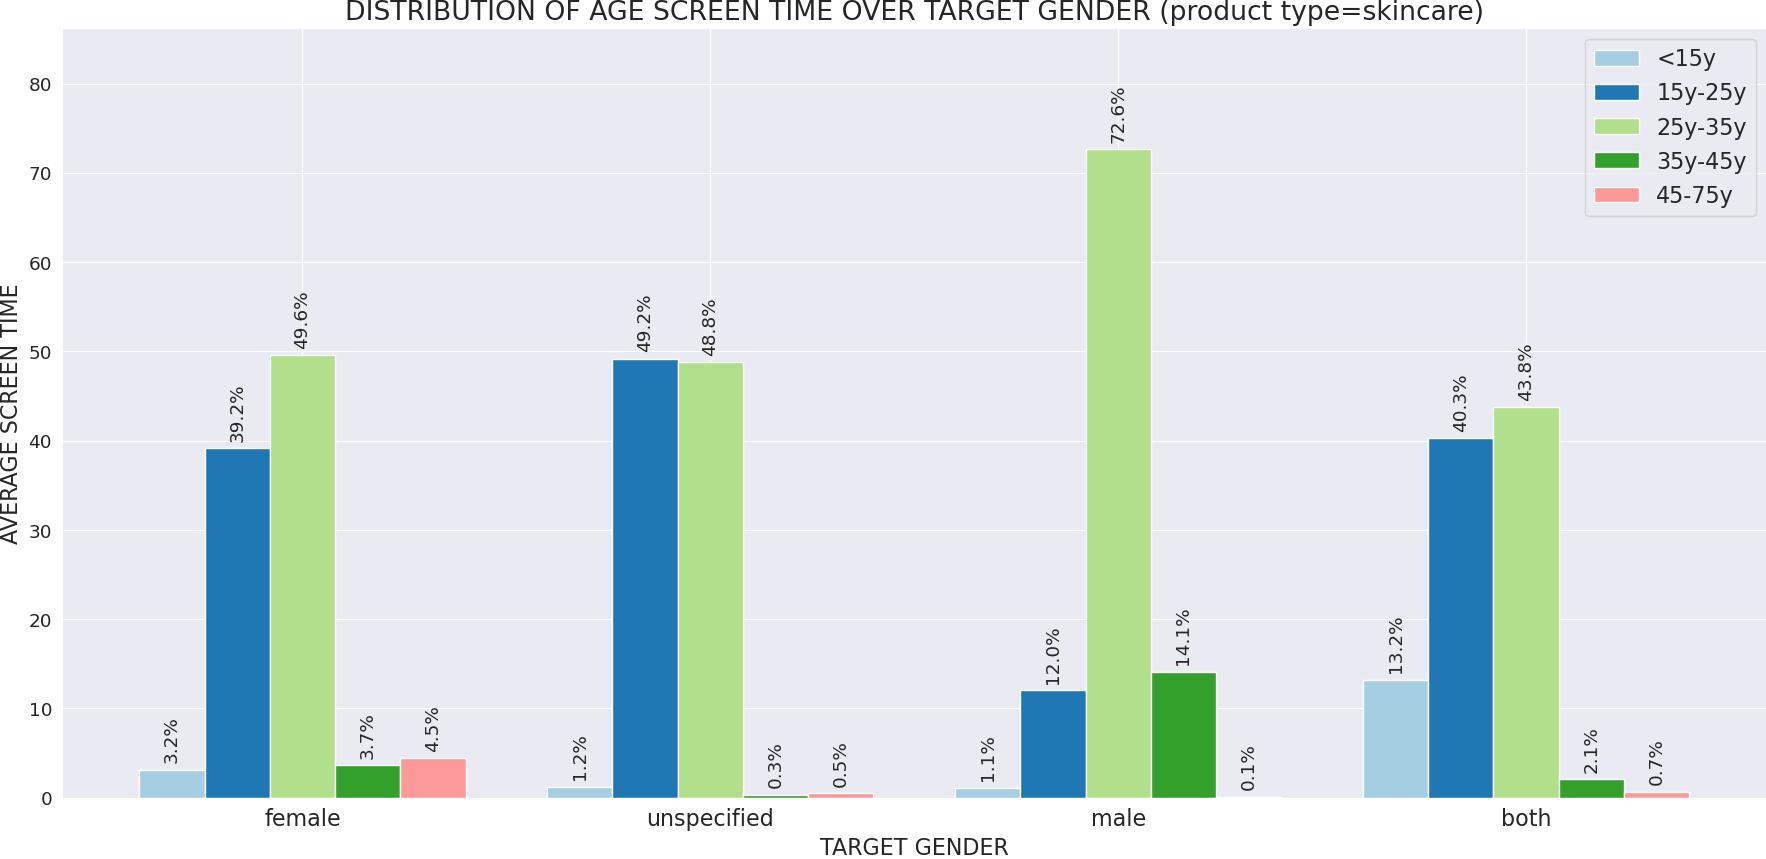 DISTRIBUTION OF AGE SCREEN TIME OVER TARGET GENDER (product type=skincare)
<15y
15y-25y
25y-35y
35y-45y
45-75y
AVERAGE SCREEN TIME
80
70
60
50
40
30
20
10
0
3.2%
39.2%
49.6%
3.7%
4.5%
1.2%
49.2%
48.8%
0.3%
0.5%
1.1%
12.0%
72.6%
14.1%
0.1%
13.2%
40.3%
43.8%
2.1%
0.7%
female
unspecified
male
both
TARGET GENDER